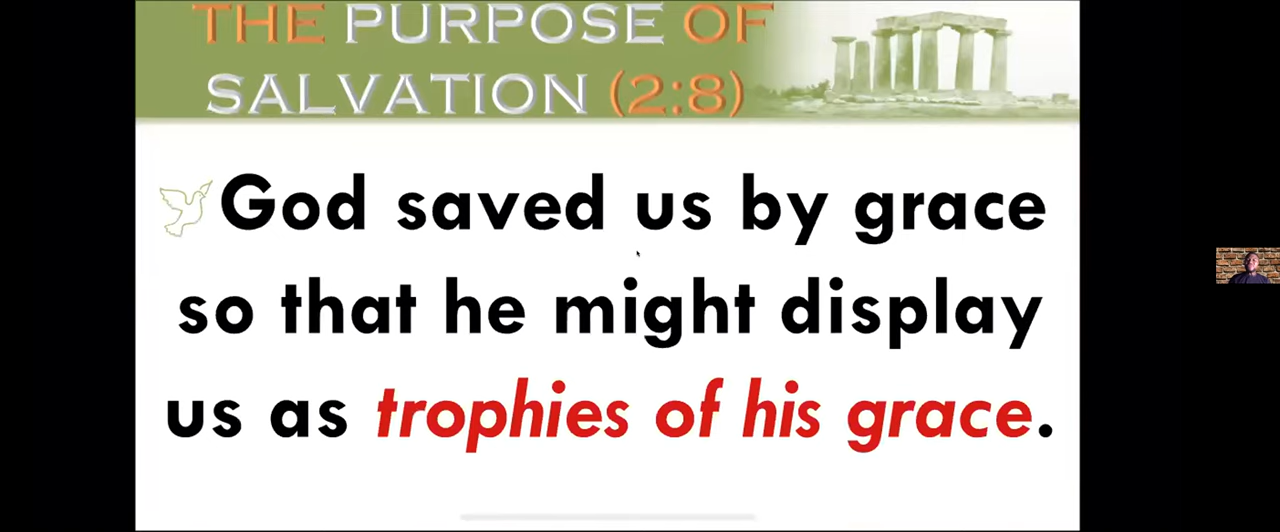 THE PURPOSE OF
SALVATION (2:8)
God saved us by grace
so that he might display
us as trophies of his grace.